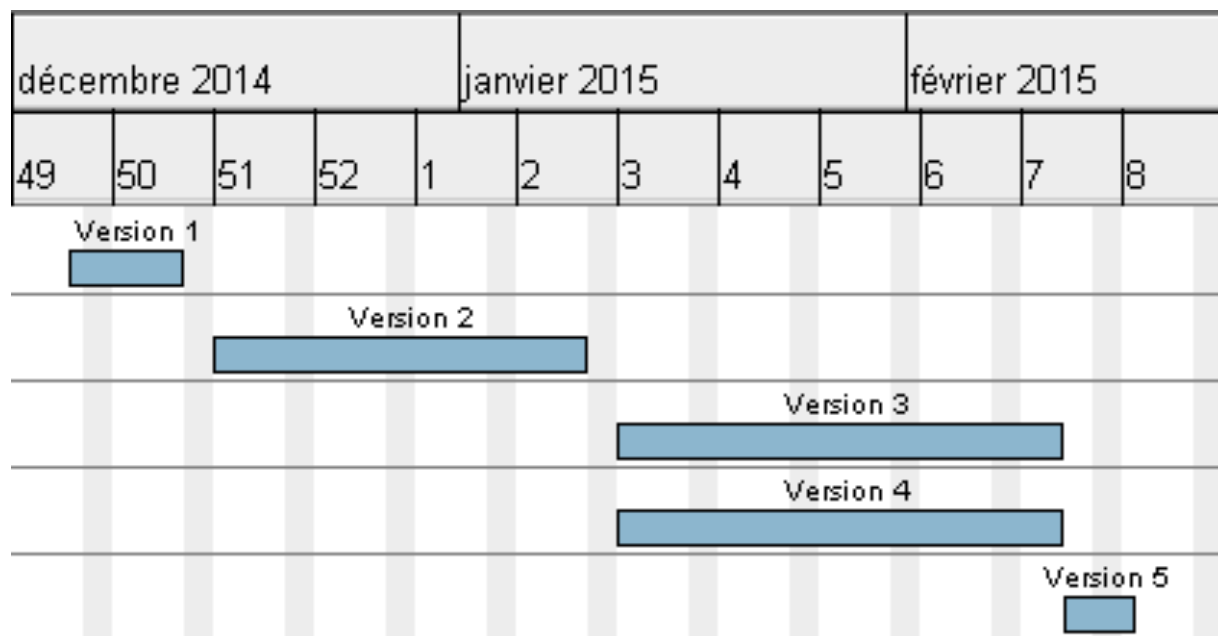 décembre 2014 janvier 2015 février 2015
49 50 51 52 1 2 3 4 5 6 7 8
Version 1
Version 2
Version 3
Version 4
Version 5